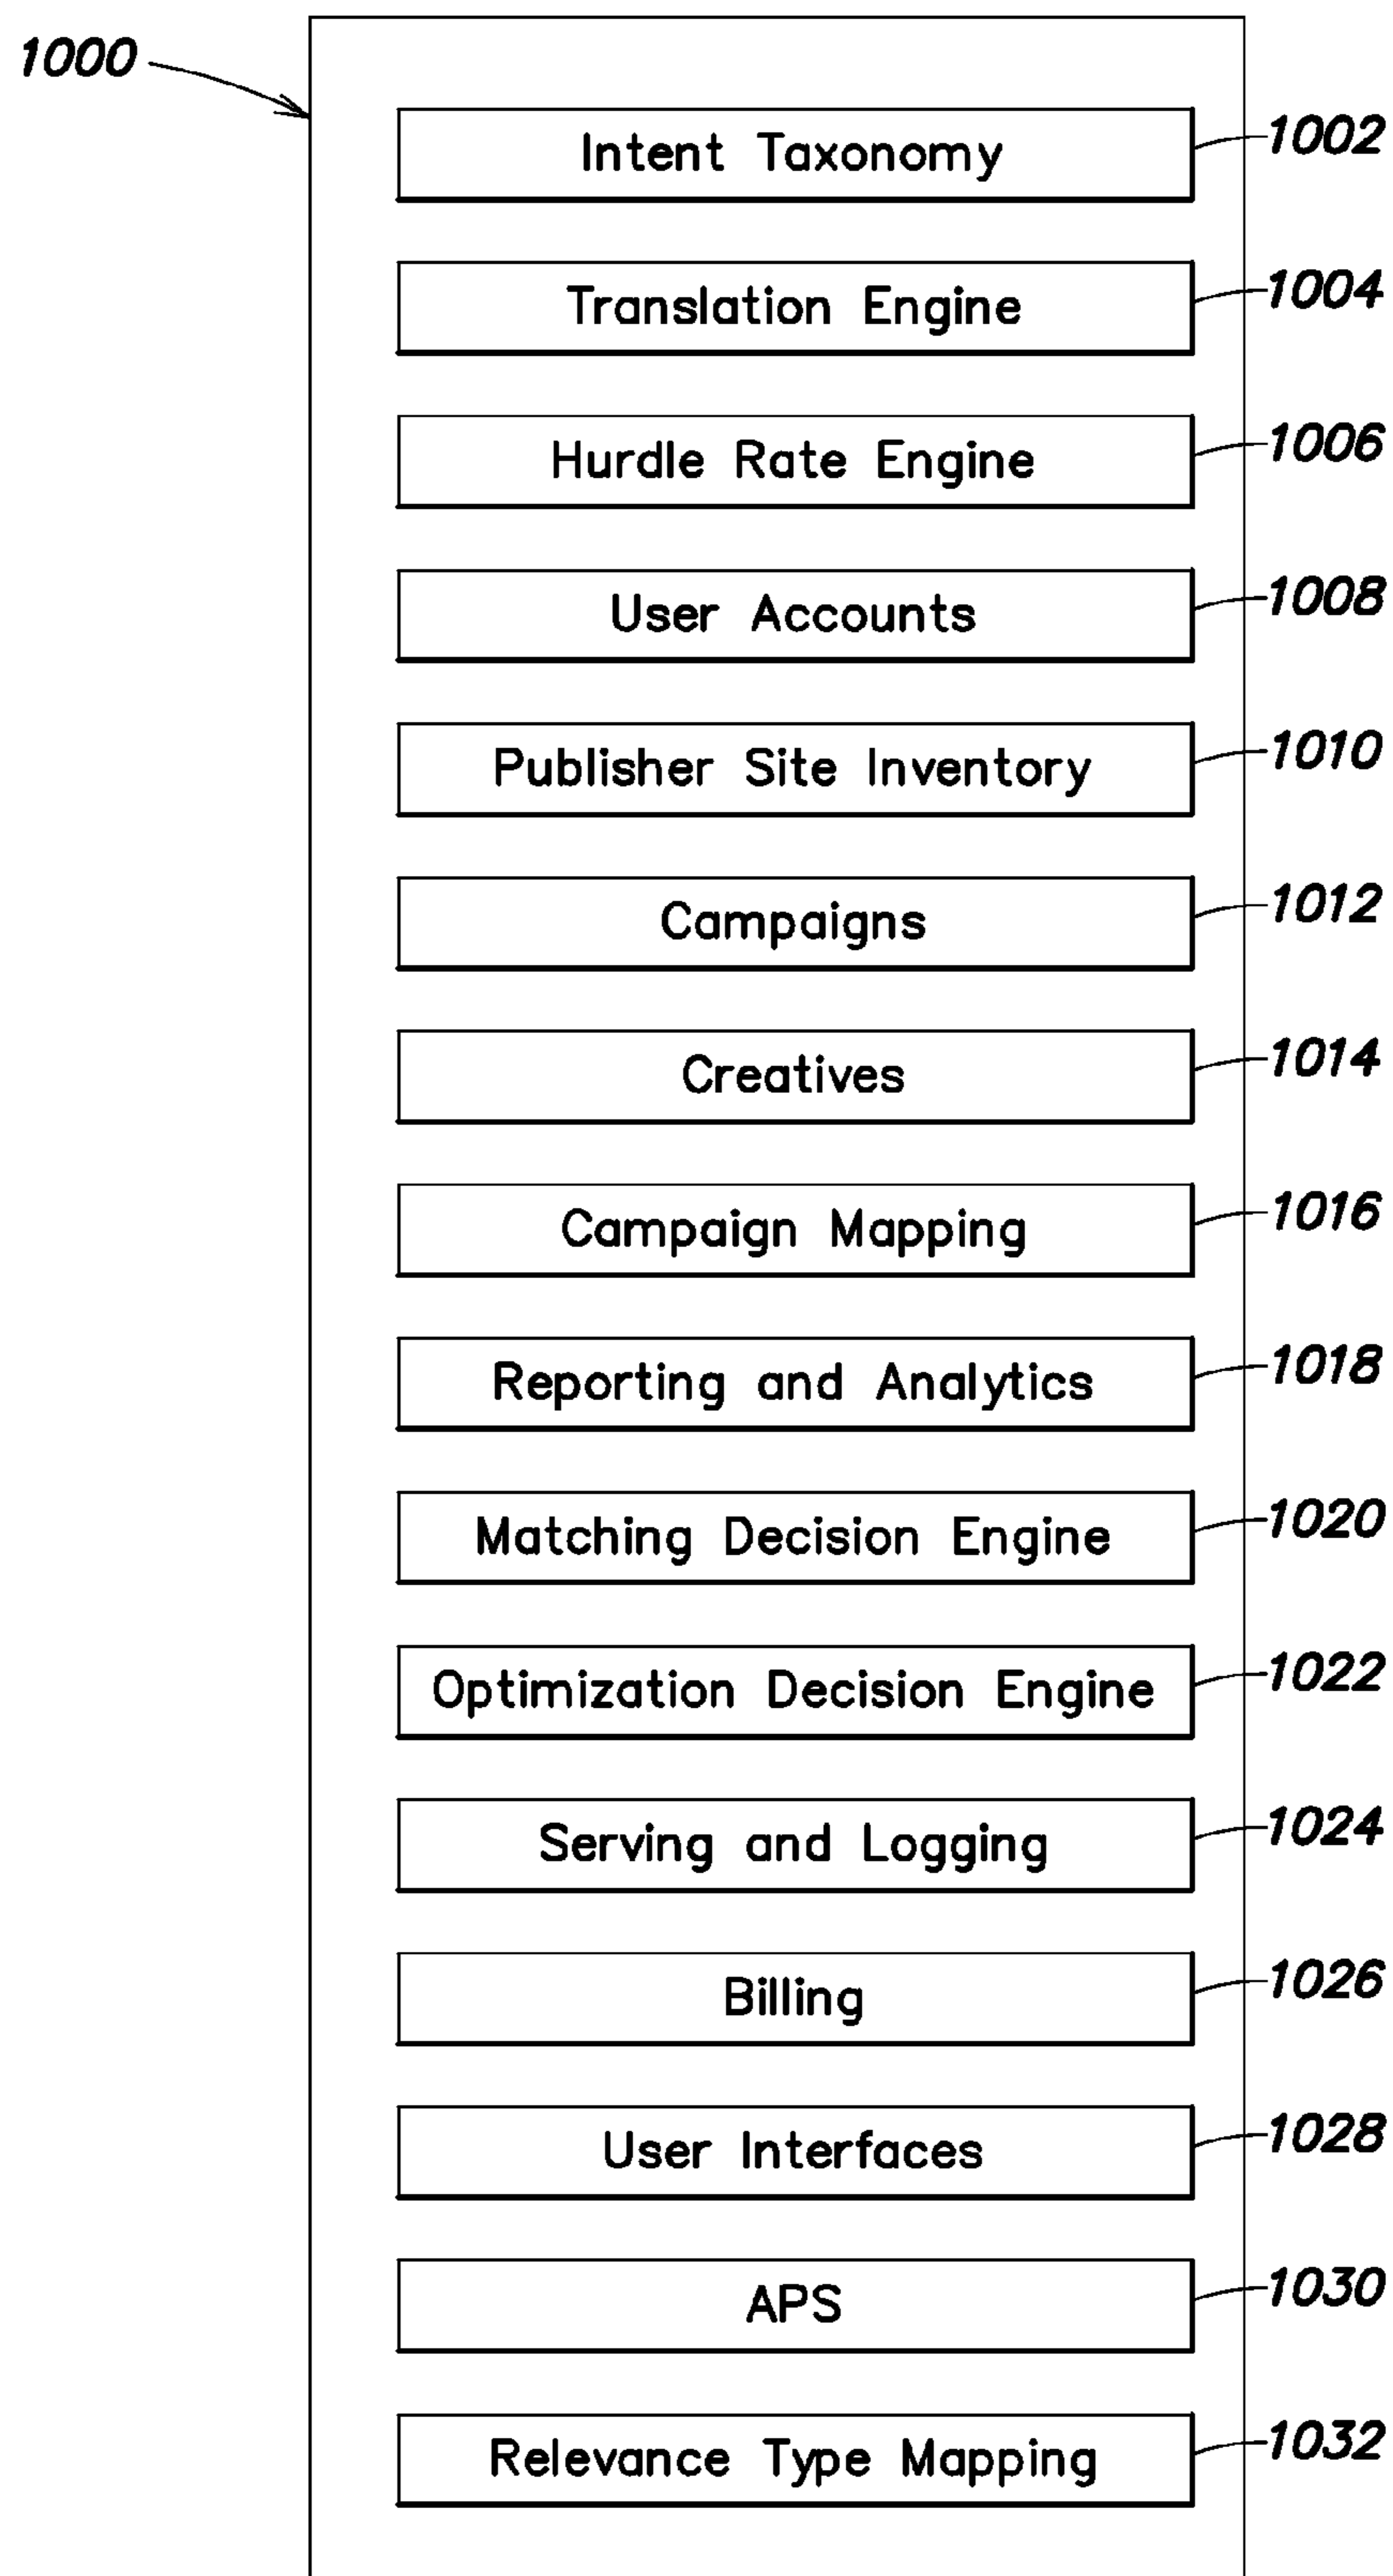 1000
Intent Taxonomy 1002
Translation Engine 1004
Hurdle Rate Engine 1006
User Accounts 1008
Publisher Site Inventory 1010
Campaigns 1012
Creatives 1014
Campaign Mapping 1016
Reporting and Analytics 1018
Matching Decision Engine 1020
Optimization Decision Engine 1022
Serving and Logging 1024
Billing 1026
User Interfaces 1028
APS 1030
Relevance Type Mapping 1032